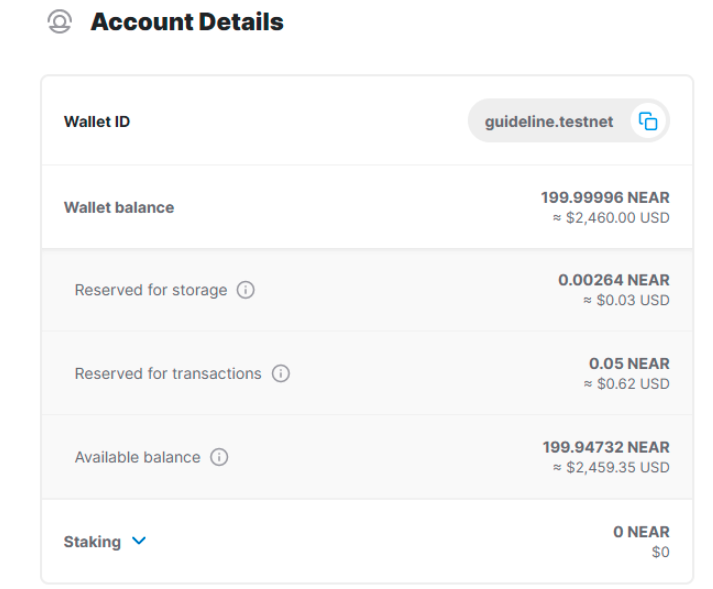 Account Details
Wallet ID
guideline.testnet
Wallet balance
199.99996 NEAR
≈ $2,460.00 USD
Reserved for storage
0.00264 NEAR
≈ $0.03 USD
Reserved for transactions
0.05 NEAR
≈ $0.62 USD
Available balance
199.94732 NEAR
≈ $2,459.35 USD
Staking
0 NEAR
$0